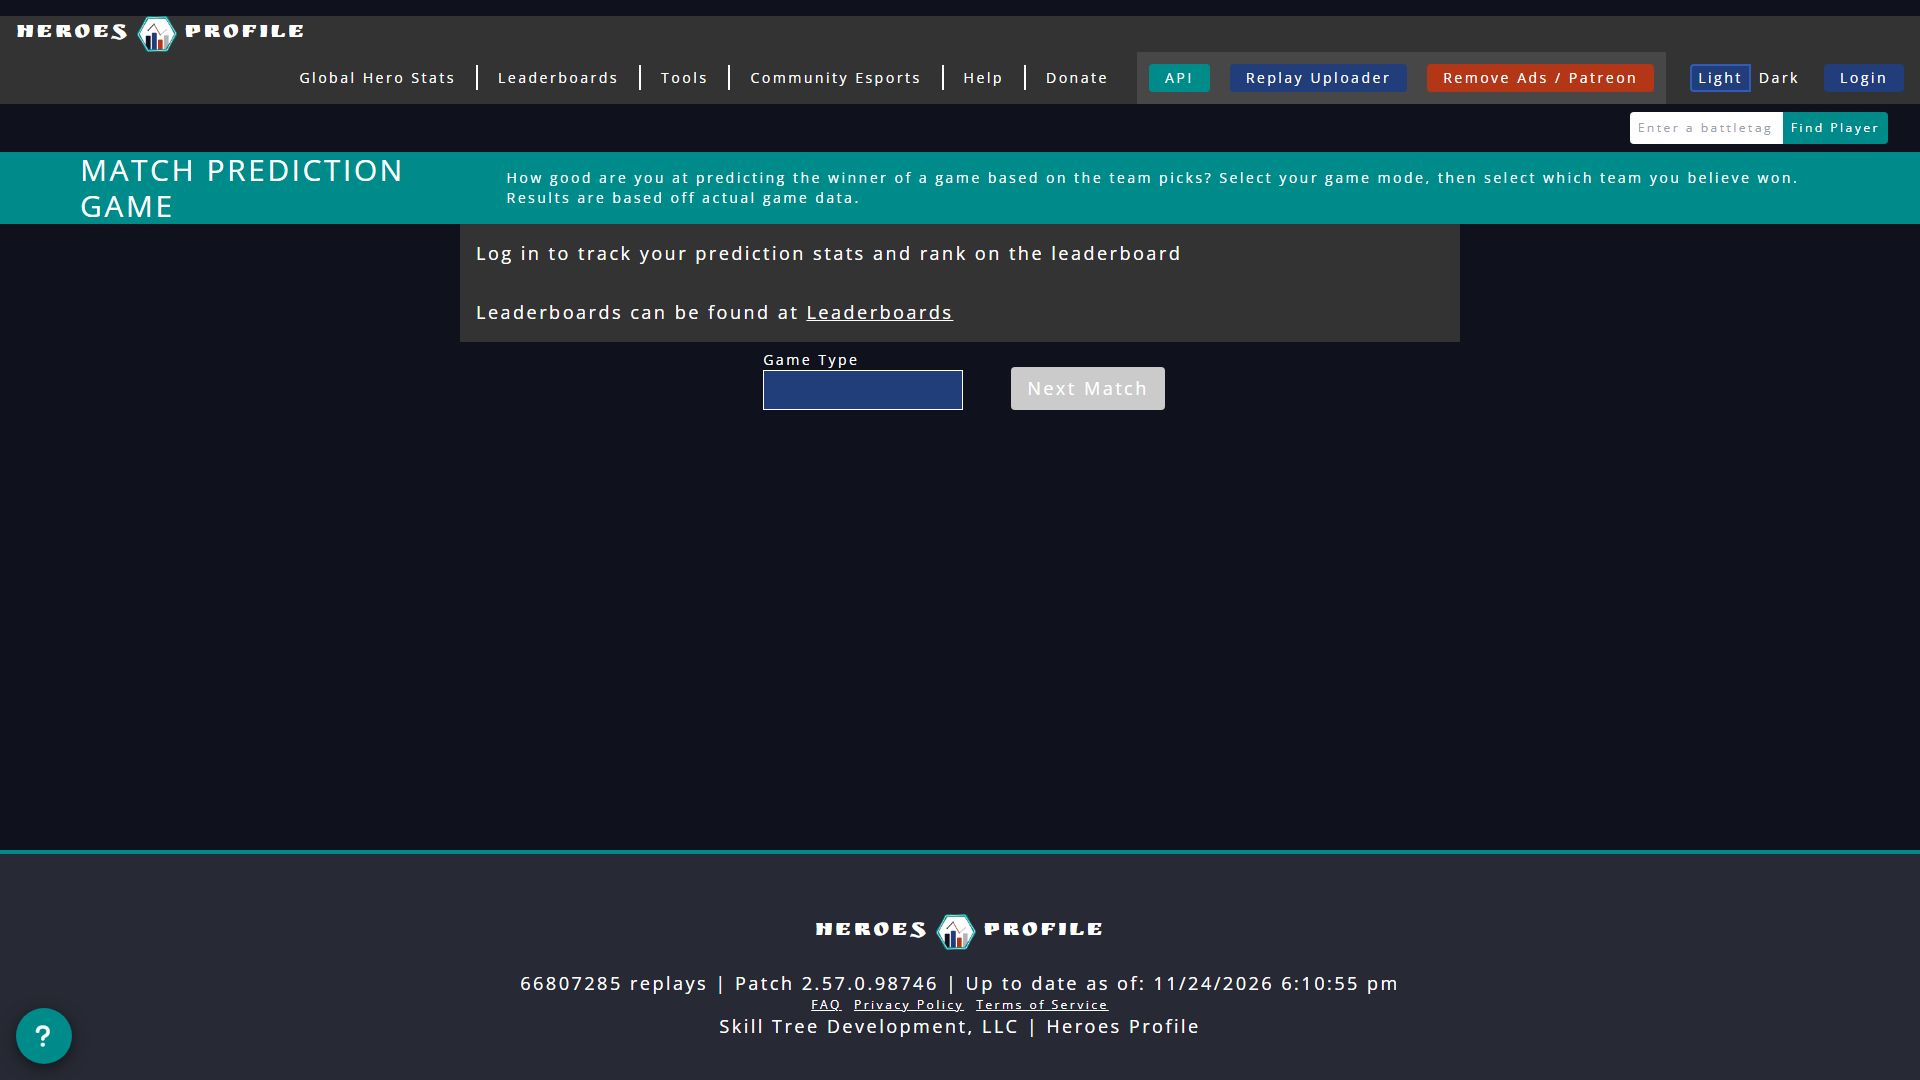 HEROES PROFILE
Global Hero Stats
Leaderboards
Tools
Community Esports
Help
Donate
API
Replay Uploader
Remove Ads / Patreon
Light
Dark
Login
Enter a battletag
Find Player
MATCH PREDICTION
GAME
How good are you at predicting the winner of a game based on the team picks? Select your game mode, then select which team you believe won.
Results are based off actual game data.
Log in to track your prediction stats and rank on the leaderboard
Leaderboards can be found at Leaderboards
Game Type
Next Match
HEROES PROFILE
66807285 replays | Patch 2.57.0.98746 | Up to date as of: 11/24/2026 6:10:55 pm
FAQ Privacy Policy Terms of Service
Skill Tree Development, LLC | Heroes Profile
?